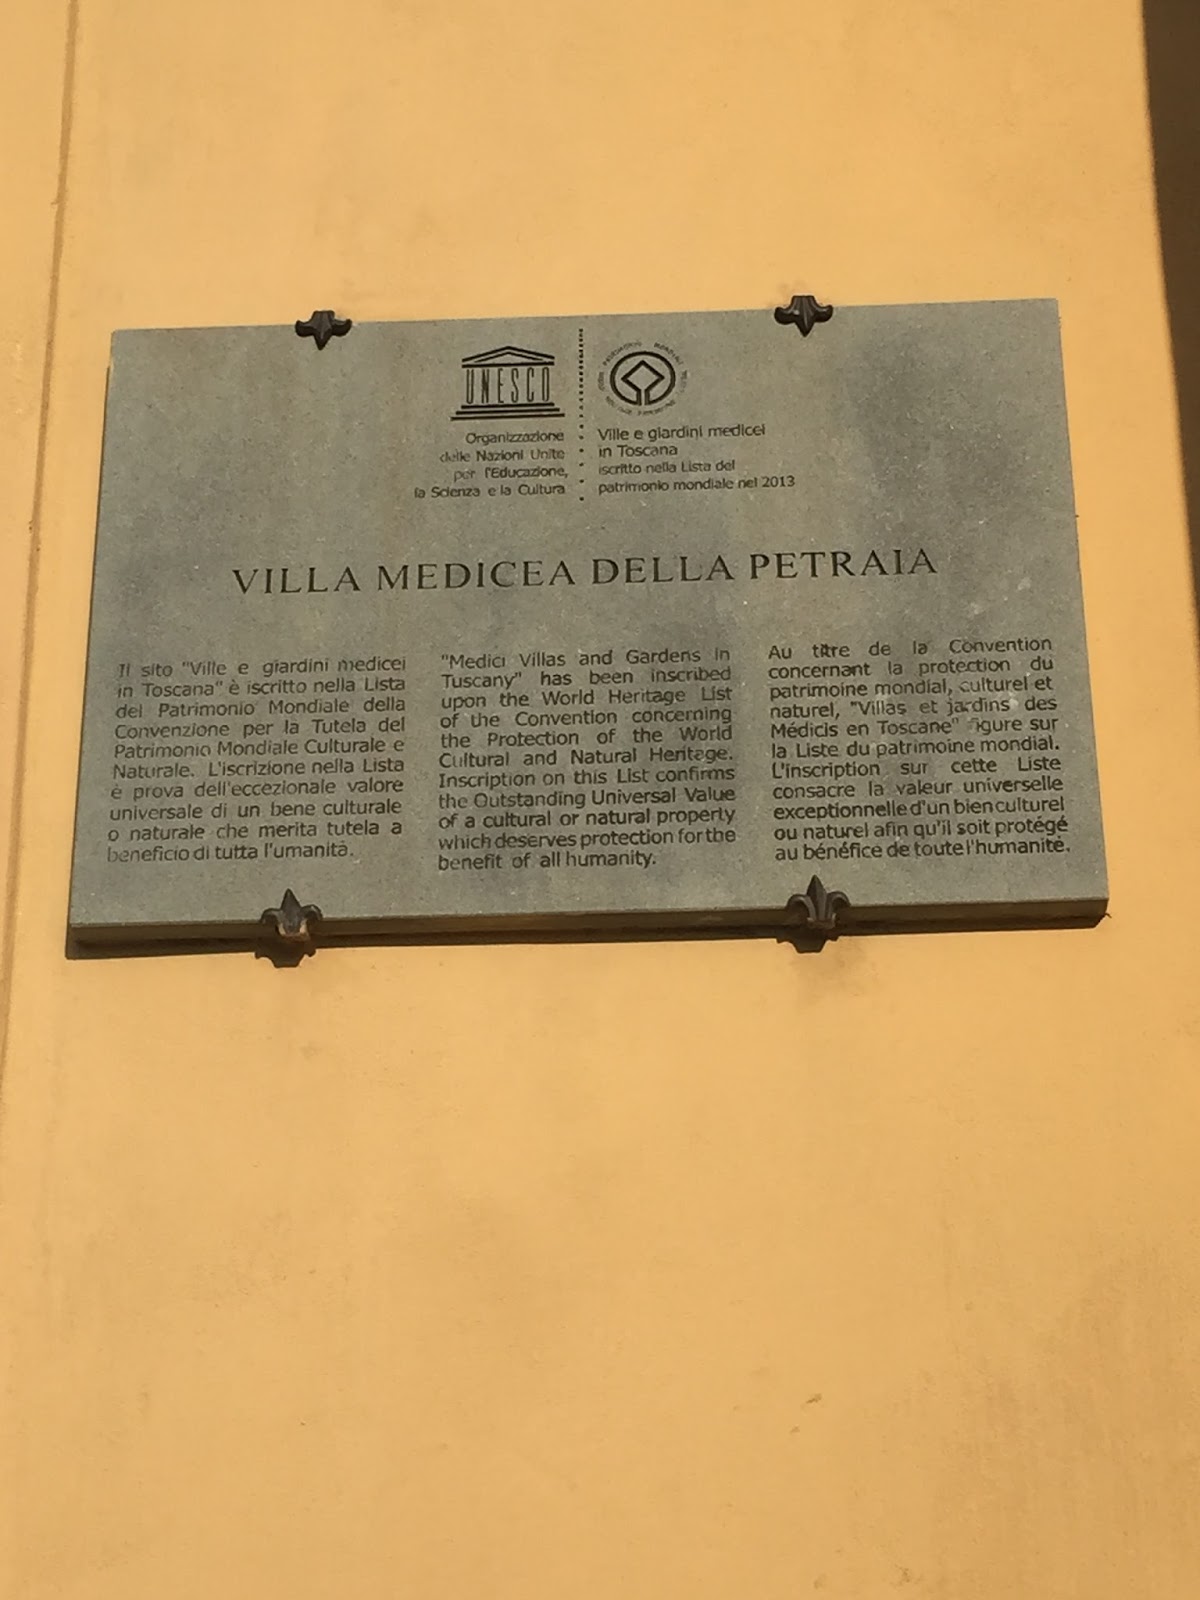 UNESCO
Organizzazione
delle Nazioni Unite
per l'Educazione,
la Scienza e la Cultura
Ville e giardini medicei
in Toscana
iscritto nella Lista del
patrimonio mondiale nel 2013
VILLA MEDICEA DELLA PETRAIA
Il sito "Ville e giardini medicei
in Toscana" è iscritto nella Lista
del Patrimonio Mondiale della
Convenzione per la Tutela del
Patrimonio Mondiale Culturale e
Naturale. L'iscrizione nella Lista
è prova dell'eccezionale valore
universale di un bene culturale
o naturale che merita tutela a
beneficio di tutta l'umanità.
"Medici Villas and Gardens in
Tuscany" has been inscribed
upon the World Heritage List
of the Convention concerning
the Protection of the World
Cultural and Natural Heritage.
Inscription on this List confirms
the Outstanding Universal Value
of a cultural or natural property
which deserves protection for the
benefit of all humanity.
Au titre de la Convention
concernant la protection du
patrimoine mondial, culturel et
naturel, "Villas et jardins des
Médicis en Toscane" figure sur
la Liste du patrimoine mondial.
L'inscription sur cette Liste
consacre la valeur universelle
exceptionnelle d'un bien culturel
ou naturel afin qu'il soit protégé
au bénéfice de toute l'humanité.